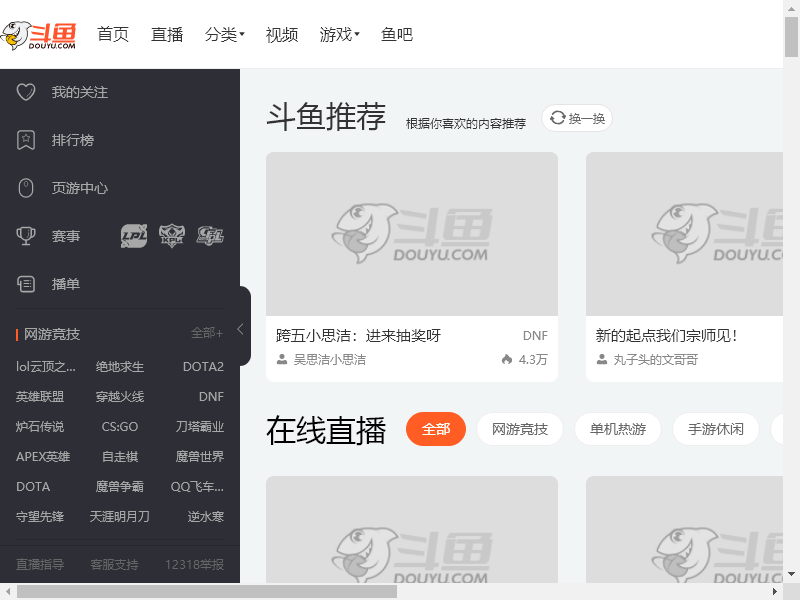 斗鱼
DOUYU.COM
首页 直播 分类 视频 游戏 鱼吧
我的关注
排行榜
页游中心
赛事 LPL KPL
播单
网游竞技 全部+
lol云顶之... 绝地求生 DOTA2
英雄联盟 穿越火线 DNF
炉石传说 CS:GO 刀塔霸业
APEX英雄 自走棋 魔兽世界
DOTA 魔兽争霸 QQ飞车...
守望先锋 天涯明月刀 逆水寒
直播指导 客服支持 12318举报
斗鱼推荐 根据你喜欢的内容推荐 换一换
斗鱼
DOUYU.COM
跨五小思洁：进来抽奖呀 DNF
吴思洁小思洁 4.3万
斗鱼
DOUYU.COM
新的起点我们宗师见！
丸子头的文哥哥
在线直播 全部 网游竞技 单机热游 手游休闲
斗鱼
DOUYU.COM
斗鱼
DOUYU.COM